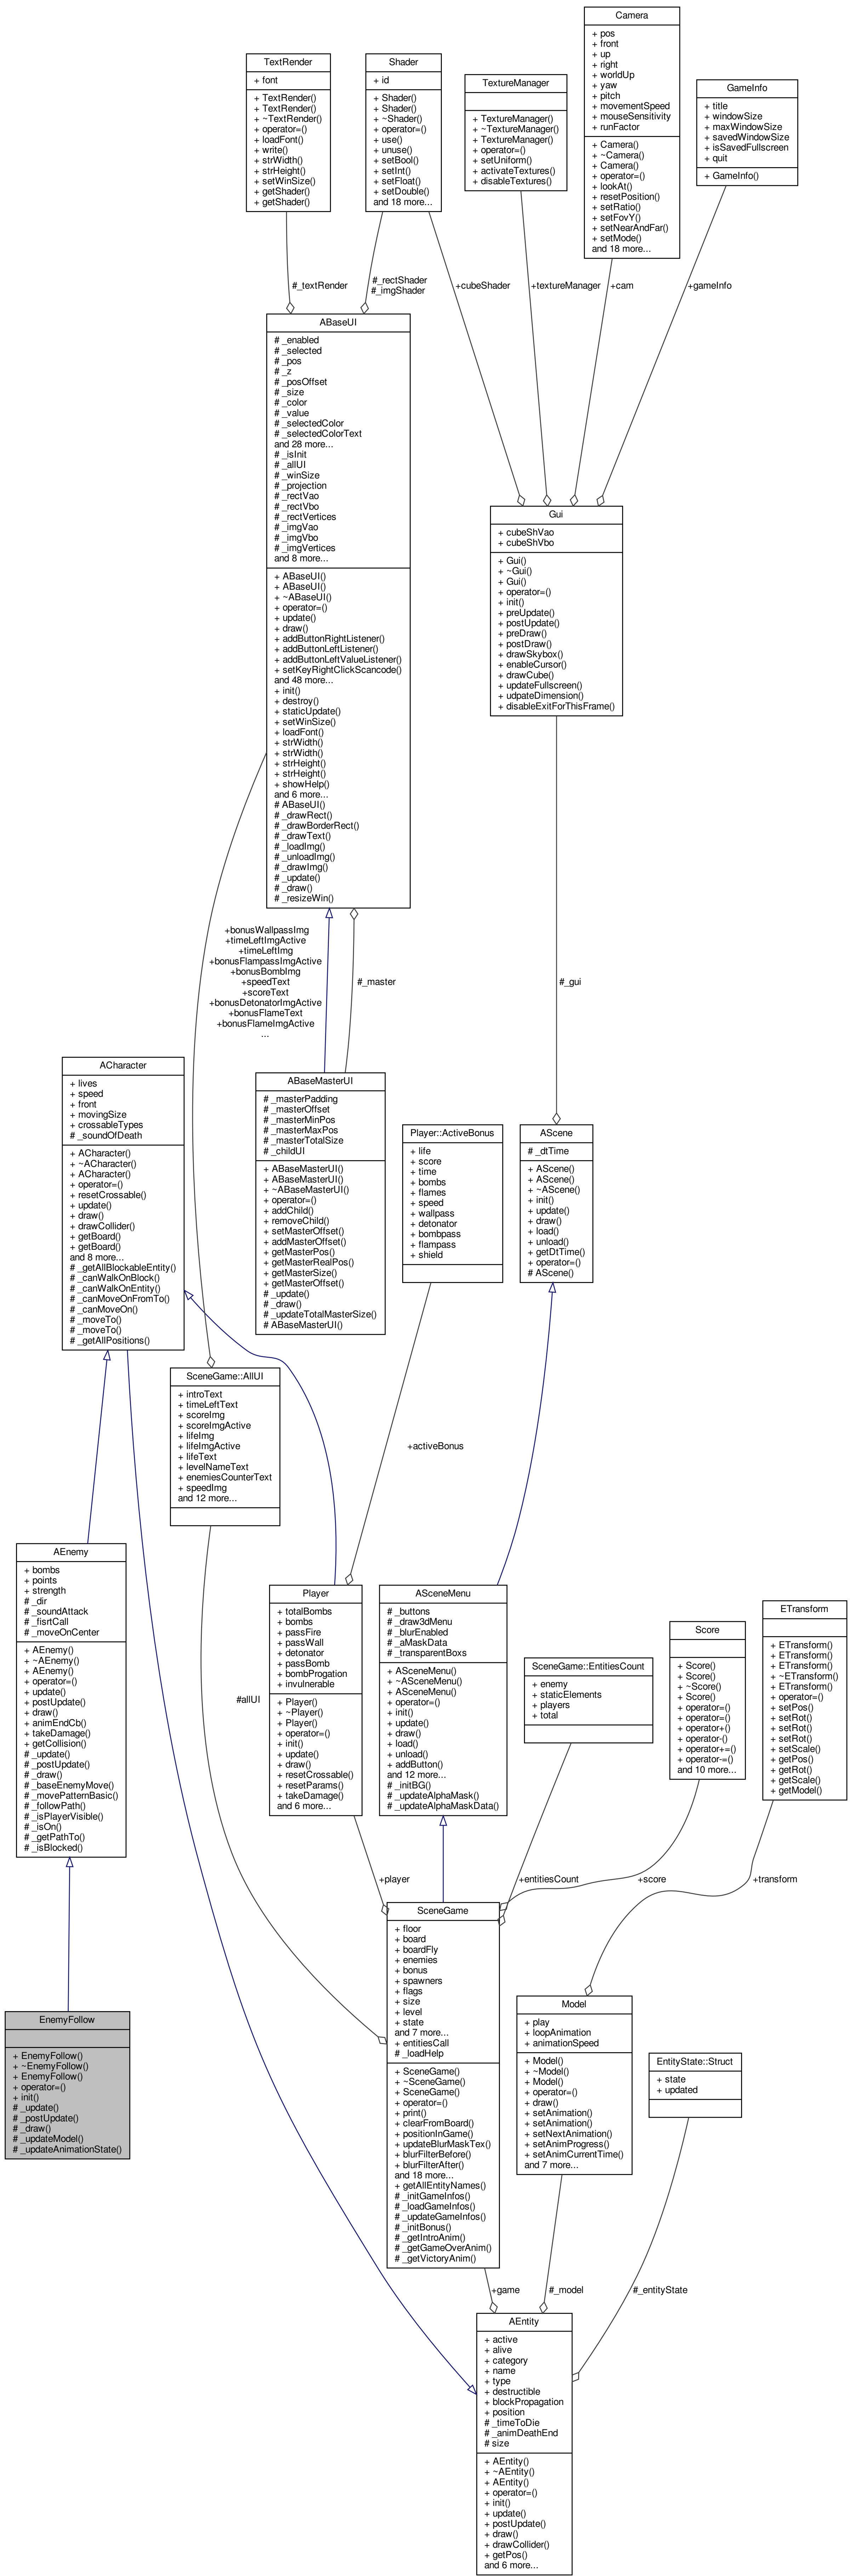 Camera
+ pos
+ front
+ up
+ right
+ worldUp
+ yaw
+ pitch
+ movementSpeed
+ mouseSensitivity
+ runFactor
+ Camera()
+ ~Camera()
+ Camera()
+ operator=()
+ lookAt()
+ resetPosition()
+ setRatio()
+ setFovY()
+ setNearAndFar()
+ setMode()
and 18 more...
TextRender
+ font
+ TextRender()
+ TextRender()
+ ~TextRender()
+ operator=()
+ loadFont()
+ write()
+ strWidth()
+ strHeight()
+ setWinSize()
+ getShader()
+ getShader()
Shader
+ id
+ Shader()
+ Shader()
+ ~Shader()
+ operator=()
+ use()
+ unuse()
+ setBool()
+ setInt()
+ setFloat()
+ setDouble()
and 18 more...
TextureManager
+ TextureManager()
+ ~TextureManager()
+ TextureManager()
+ operator=()
+ setUniform()
+ activateTextures()
+ disableTextures()
GameInfo
+ title
+ windowSize
+ maxWindowSize
+ savedWindowSize
+ isSavedFullscreen
+ quit
+ GameInfo()
#_textRender
#_rectShader
#_imgShader
+cubeShader
+textureManager
+cam
+gameInfo
ABaseUI
# _enabled
# _selected
# _pos
# _z
# _posOffset
# _size
# _color
# _value
# _selectedColor
# _selectedColorText
and 28 more...
# _isInit
# _allUI
# _winSize
# _projection
# _rectVao
# _rectVbo
# _rectVertices
# _imgVao
# _imgVbo
# _imgVertices
and 8 more...
+ ABaseUI()
+ ABaseUI()
+ ~ABaseUI()
+ operator=()
+ update()
+ draw()
+ addButtonRightListener()
+ addButtonLeftListener()
+ addButtonLeftValueListener()
+ setKeyRightClickScancode()
and 48 more...
+ init()
+ destroy()
+ staticUpdate()
+ setWinSize()
+ loadFont()
+ strWidth()
+ strWidth()
+ strHeight()
+ strHeight()
+ showHelp()
and 6 more...
# ABaseUI()
# _drawRect()
# _drawBorderRect()
# _drawText()
# _loadImg()
# _unloadImg()
# _drawImg()
# _update()
# _draw()
# _resizeWin()
Gui
+ cubeShVao
+ cubeShVbo
+ Gui()
+ ~Gui()
+ Gui()
+ operator=()
+ init()
+ preUpdate()
+ postUpdate()
+ preDraw()
+ postDraw()
+ drawSkybox()
+ enableCursor()
+ drawCube()
+ updateFullscreen()
+ udpateDimension()
+ disableExitForThisFrame()
+bonusWallpassImg
+timeLeftImgActive
+timeLeftImg
+bonusFlampassImgActive
+bonusBombImg
+speedText
+scoreText
+bonusDetonatorImgActive
+bonusFlameText
+bonusFlameImgActive
...
#_master
#_gui
ACharacter
+ lives
+ speed
+ front
+ movingSize
+ crossableTypes
# _soundOfDeath
+ ACharacter()
+ ~ACharacter()
+ ACharacter()
+ operator=()
+ resetCrossable()
+ update()
+ draw()
+ drawCollider()
+ getBoard()
+ getBoard()
and 8 more...
# _getAllBlockableEntity()
# _canWalkOnBlock()
# _canWalkOnEntity()
# _canMoveOnFromTo()
# _canMoveOn()
# _moveTo()
# _moveTo()
# _getAllPositions()
ABaseMasterUI
# _masterPadding
# _masterOffset
# _masterMinPos
# _masterMaxPos
# _masterTotalSize
# _childUI
+ ABaseMasterUI()
+ ABaseMasterUI()
+ ~ABaseMasterUI()
+ operator=()
+ addChild()
+ removeChild()
+ setMasterOffset()
+ addMasterOffset()
+ getMasterPos()
+ getMasterRealPos()
+ getMasterSize()
+ getMasterOffset()
# _update()
# _draw()
# _updateTotalMasterSize()
# ABaseMasterUI()
Player::ActiveBonus
+ life
+ score
+ time
+ bombs
+ flames
+ speed
+ wallpass
+ detonator
+ bombpass
+ flampass
+ shield
AScene
# _dtTime
+ AScene()
+ AScene()
+ ~AScene()
+ init()
+ update()
+ draw()
+ load()
+ unload()
+ getDtTime()
+ operator=()
# AScene()
SceneGame::AllUI
+ introText
+ timeLeftText
+ scoreImg
+ scoreImgActive
+ lifeImg
+ lifeImgActive
+ lifeText
+ levelNameText
+ enemiesCounterText
+ speedImg
and 12 more...
+activeBonus
AEnemy
+ bombs
+ points
+ strength
# _dir
# _soundAttack
# _fisrtCall
# _moveOnCenter
+ AEnemy()
+ ~AEnemy()
+ AEnemy()
+ operator=()
+ update()
+ postUpdate()
+ draw()
+ animEndCb()
+ takeDamage()
+ getCollision()
# _update()
# _postUpdate()
# _draw()
# _baseEnemyMove()
# _movePatternBasic()
# _followPath()
# _isPlayerVisible()
# _isOn()
# _getPathTo()
# _isBlocked()
#allUI
Player
+ totalBombs
+ bombs
+ passFire
+ passWall
+ detonator
+ passBomb
+ bombProgation
+ invulnerable
+ Player()
+ ~Player()
+ Player()
+ operator=()
+ init()
+ update()
+ draw()
+ resetCrossable()
+ resetParams()
+ takeDamage()
and 6 more...
ASceneMenu
# _buttons
# _draw3dMenu
# _blurEnabled
# _aMaskData
# _transparentBoxs
+ ASceneMenu()
+ ~ASceneMenu()
+ ASceneMenu()
+ operator=()
+ init()
+ update()
+ draw()
+ load()
+ unload()
+ addButton()
and 12 more...
# _initBG()
# _updateAlphaMask()
# _updateAlphaMaskData()
SceneGame::EntitiesCount
+ enemy
+ staticElements
+ players
+ total
Score
+ Score()
+ Score()
+ ~Score()
+ Score()
+ operator=()
+ operator=()
+ operator+()
+ operator-()
+ operator+=()
+ operator-=()
and 10 more...
ETransform
+ ETransform()
+ ETransform()
+ ETransform()
+ ~ETransform()
+ ETransform()
+ operator=()
+ setPos()
+ setRot()
+ setRot()
+ setRot()
+ setScale()
+ getPos()
+ getRot()
+ getScale()
+ getModel()
+player
+entitiesCount
+score
+transform
SceneGame
+ floor
+ board
+ boardFly
+ enemies
+ bonus
+ spawners
+ flags
+ size
+ level
+ state
and 7 more...
+ entitiesCall
# _loadHelp
+ SceneGame()
+ ~SceneGame()
+ SceneGame()
+ operator=()
+ print()
+ clearFromBoard()
+ positionInGame()
+ updateBlurMaskTex()
+ blurFilterBefore()
+ blurFilterAfter()
and 18 more...
+ getAllEntityNames()
# _initGameInfos()
# _loadGameInfos()
# _updateGameInfos()
# _initBonus()
# _getIntroAnim()
# _getGameOverAnim()
# _getVictoryAnim()
Model
+ play
+ loopAnimation
+ animationSpeed
+ Model()
+ ~Model()
+ Model()
+ operator=()
+ draw()
+ setAnimation()
+ setAnimation()
+ setNextAnimation()
+ setAnimProgress()
+ setAnimCurrentTime()
and 7 more...
EntityState::Struct
+ state
+ updated
EnemyFollow
+ EnemyFollow()
+ ~EnemyFollow()
+ EnemyFollow()
+ operator=()
+ init()
# _update()
# _postUpdate()
# _draw()
# _updateModel()
# _updateAnimationState()
+game
#_model
#_entityState
AEntity
+ active
+ alive
+ category
+ name
+ type
+ destructible
+ blockPropagation
+ position
# _timeToDie
# _animDeathEnd
# size
+ AEntity()
+ ~AEntity()
+ AEntity()
+ operator=()
+ init()
+ update()
+ postUpdate()
+ draw()
+ drawCollider()
+ getPos()
and 6 more...